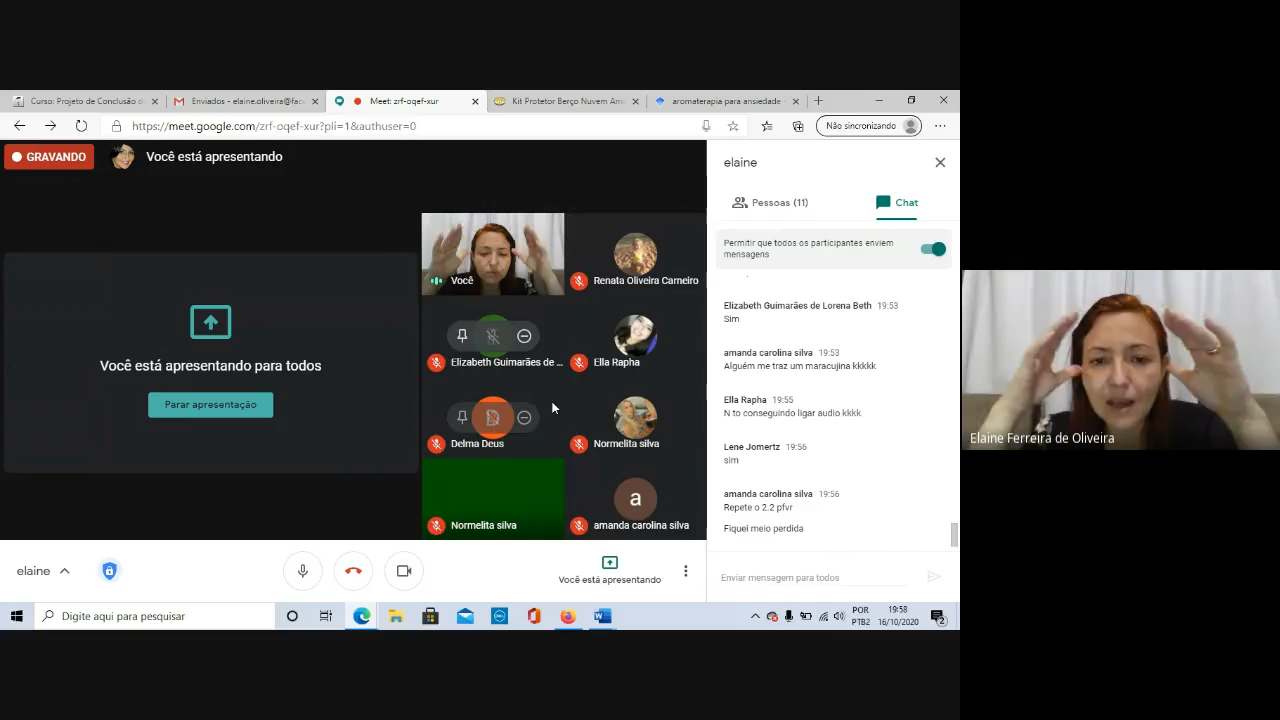 Curso: Projeto de Conclusão d
Enviados - elaine.oliveira@fac
Meet: zrf-oqef-xur
Kit Protetor Berço Nuvem Am
aromaterapia para ansiedade -
https://meet.google.com/zrf-oqef-xur?pli=1&authuser=0
Não sincronizando
GRAVANDO
Você está apresentando
Você está apresentando para todos
Parar apresentação
Você
Renata Oliveira Carneiro
Elizabeth Guimarães de ...
Ella Rapha
Delma Deus
Normelita silva
Normelita silva
a
amanda carolina silva
elaine
Pessoas (11)
Chat
Permitir que todos os participantes enviem
mensagens
Elizabeth Guimarães de Lorena Beth 19:53
Sim
amanda carolina silva 19:53
Alguém me traz um maracujina kkkkk
Ella Rapha 19:55
N to conseguindo ligar audio kkkk
Lene Jomertz 19:56
sim
amanda carolina silva 19:56
Repete o 2.2 pfvr
Fiquei meio perdida
Enviar mensagem para todos
elaine
Você está apresentando
Digite aqui para pesquisar
POR
PTB2
19:58
16/10/2020
2
Elaine Ferreira de Oliveira